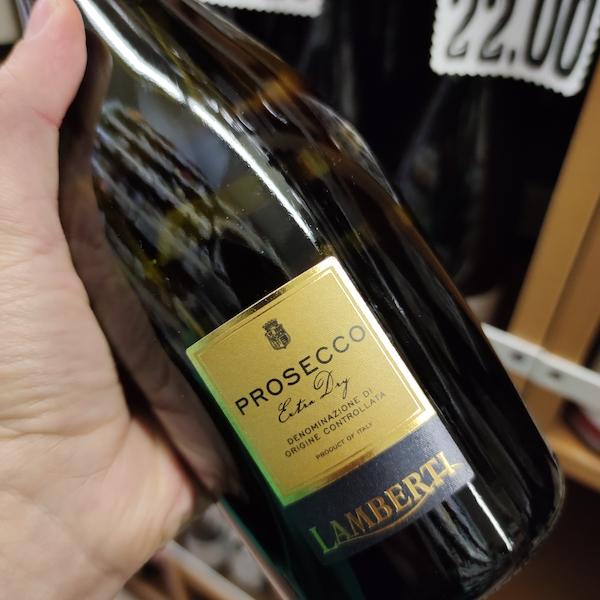 22.00
PROSECCO
Extra Dry
DENOMINAZIONE DI
ORIGINE CONTROLLATA
PRODUCT OF ITALY
LAMBERTI